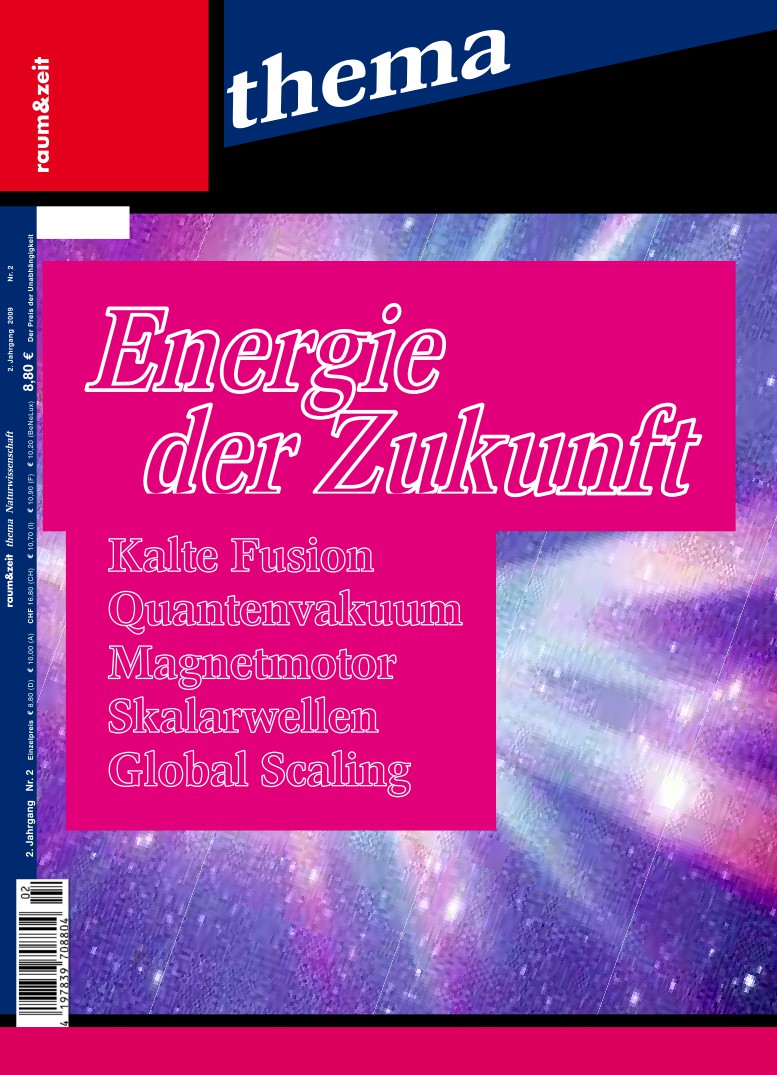 raum&zeit
thema
Energie
der Zukunft
Kalte Fusion
Quantenvakuum
Magnetmotor
Skalarwellen
Global Scaling
raum&zeit thema Naturwissenschaft 2. Jahrgang 2009 Nr. 2
2. Jahrgang Nr. 2 Einzelpreis € 8,80 (D) € 10,00 (A) CHF 16,80 (CH) € 10,70 (I) € 10,90 (F) € 10,20 (BeNeLux) 8,80 € Der Preis der Unabhängigkeit
02
4 197839 708804